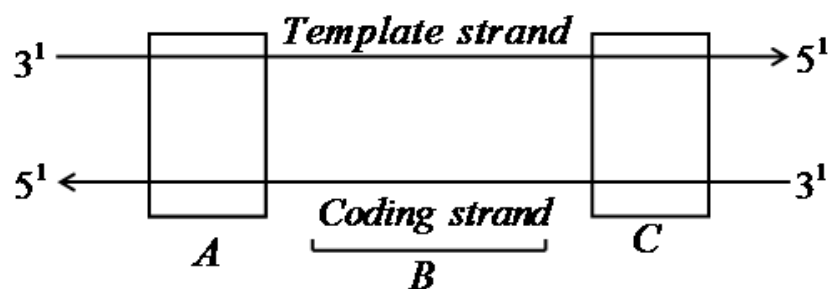 Template strand
3¹ 5¹
5¹ 3¹
Coding strand
A B C